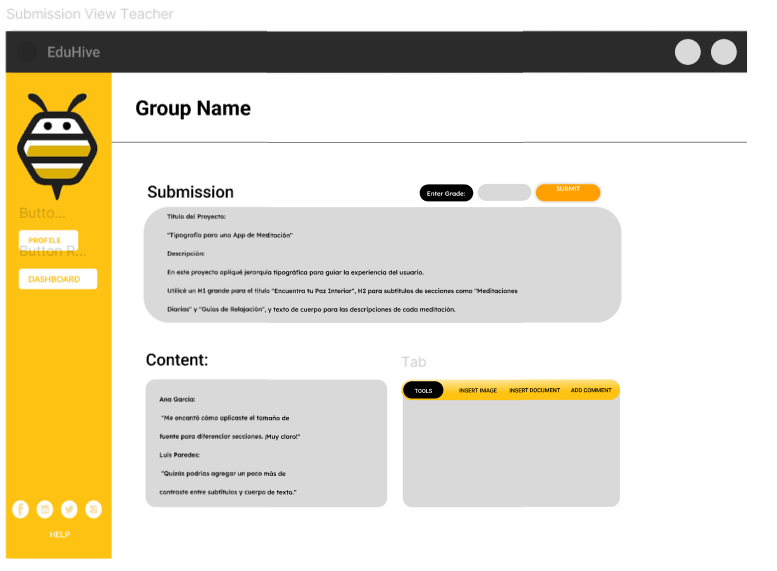 Submission View Teacher
EduHive
Group Name
Submission
Enter Grade:
SUBMIT
Título del Proyecto:
"Tipografía para una App de Meditación"
Descripción:
En este proyecto apliqué jerarquía tipográfica para guiar la experiencia del usuario.
Utilicé un H1 grande para el título "Encuentra tu Paz Interior", H2 para subtítulos de secciones como "Meditaciones
Diarias" y "Guías de Relajación", y texto de cuerpo para las descripciones de cada meditación.
Butto...
PROFILE
Button R...
DASHBOARD
Content:
Ana García:
"Me encantó cómo aplicaste el tamaño de
fuente para diferenciar secciones. ¡Muy claro!"
Luis Paredes:
"Quizás podrías agregar un poco más de
contraste entre subtítulos y cuerpo de texto."
Tab
TOOLS
INSERT IMAGE
INSERT DOCUMENT
ADD COMMENT
HELP